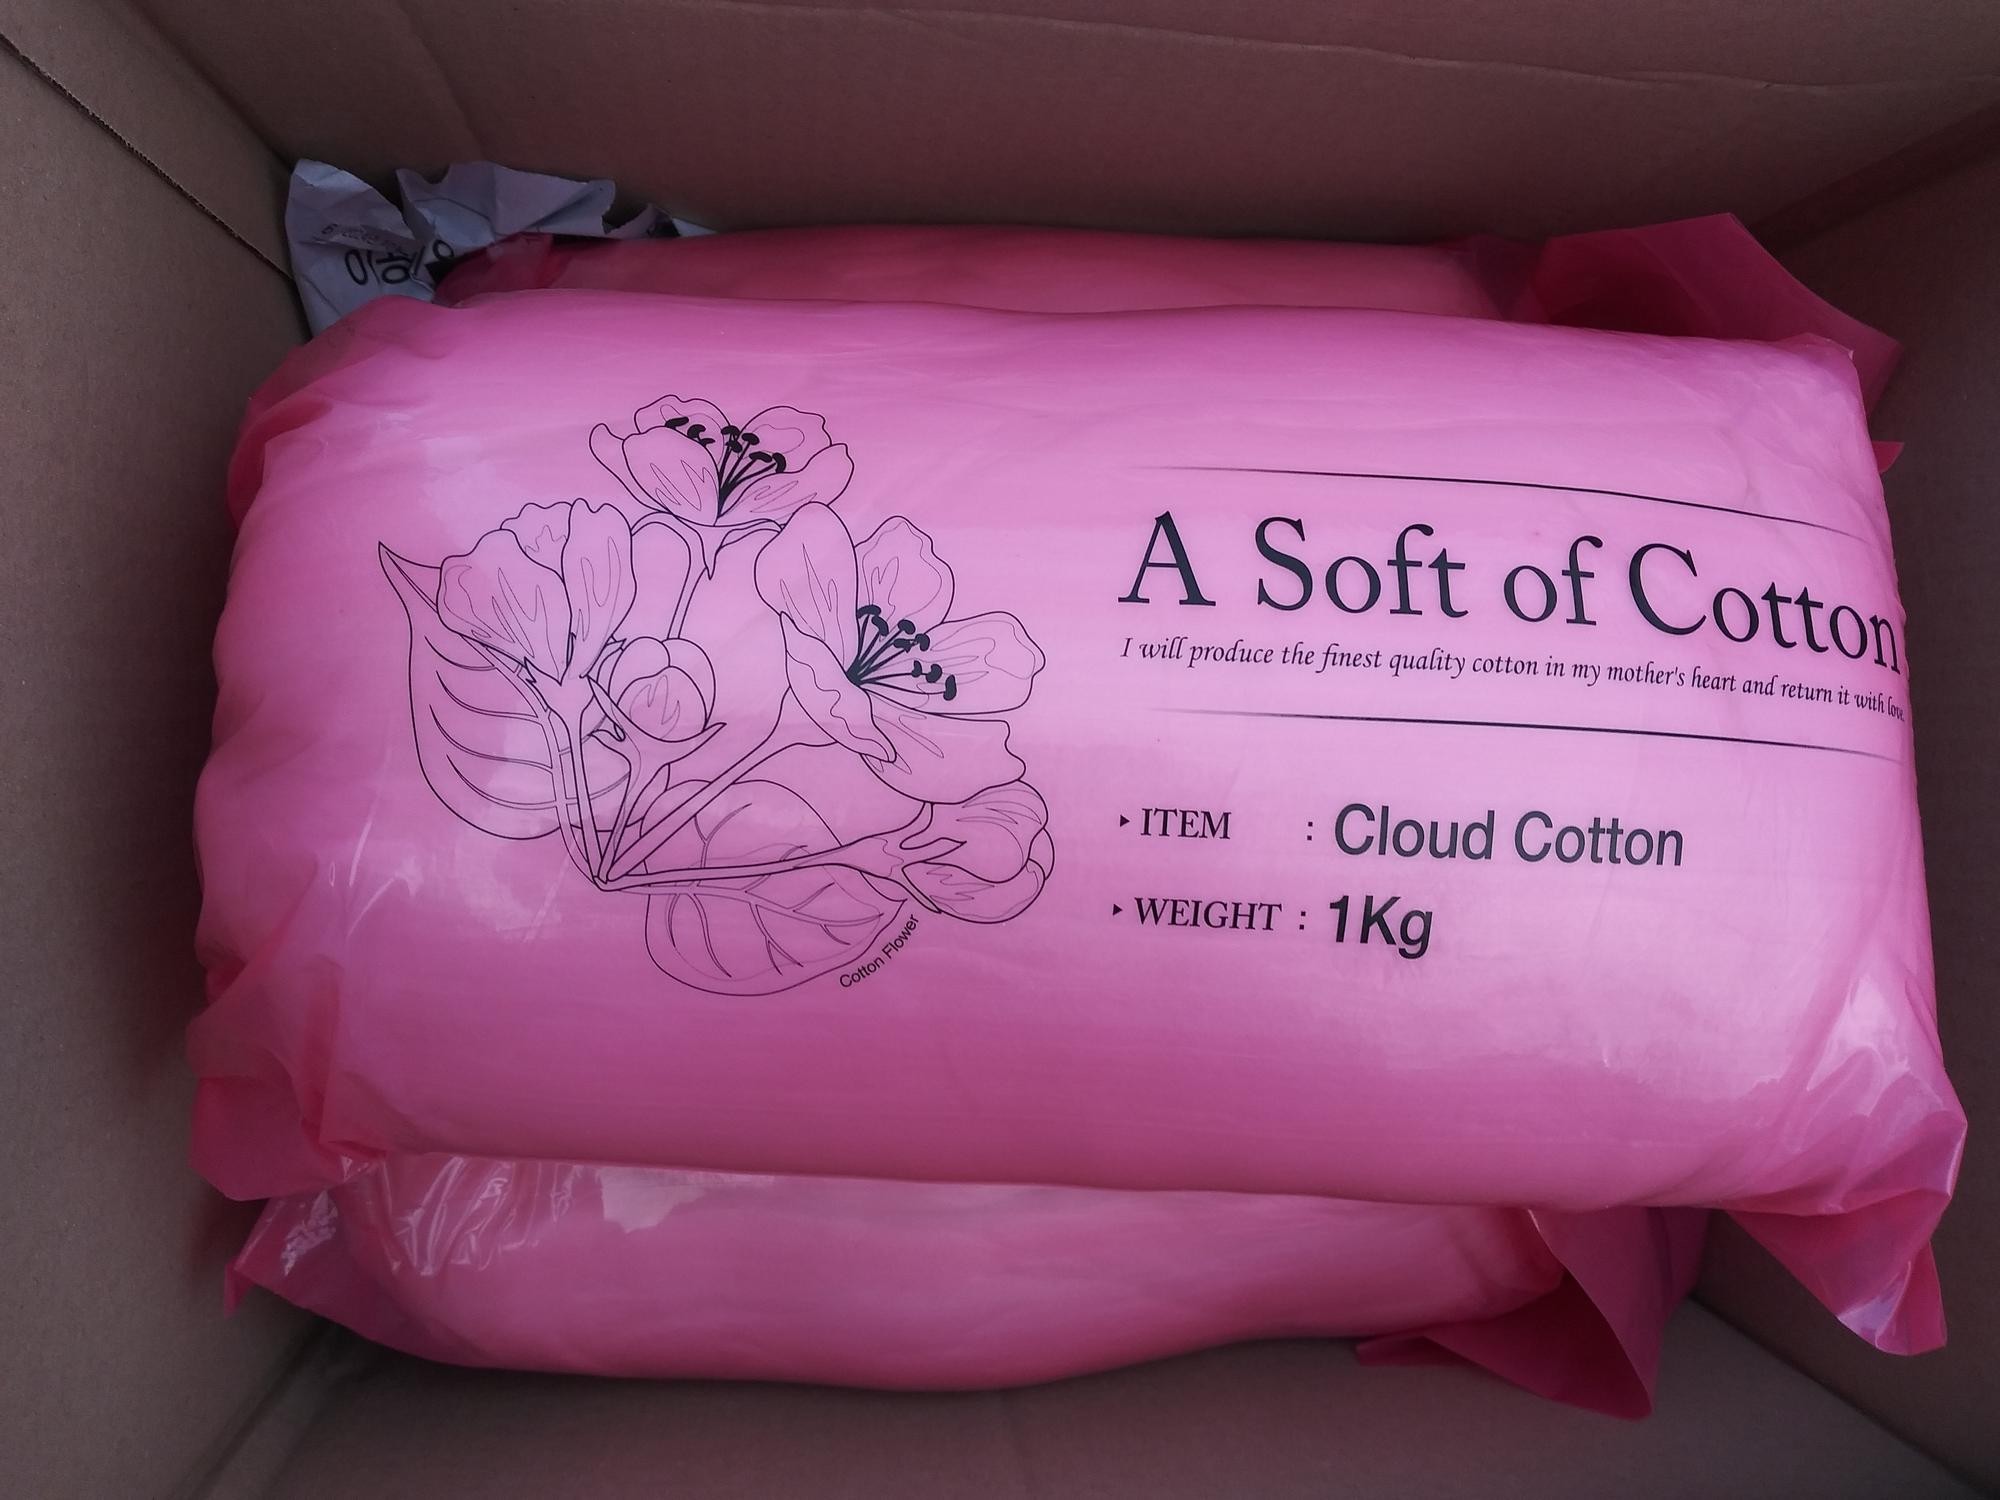 A Soft of Cotton
I will produce the finest quality cotton in my mother's heart and return it with love.
▸ ITEM : Cloud Cotton
▸ WEIGHT : 1Kg
Cotton Flower